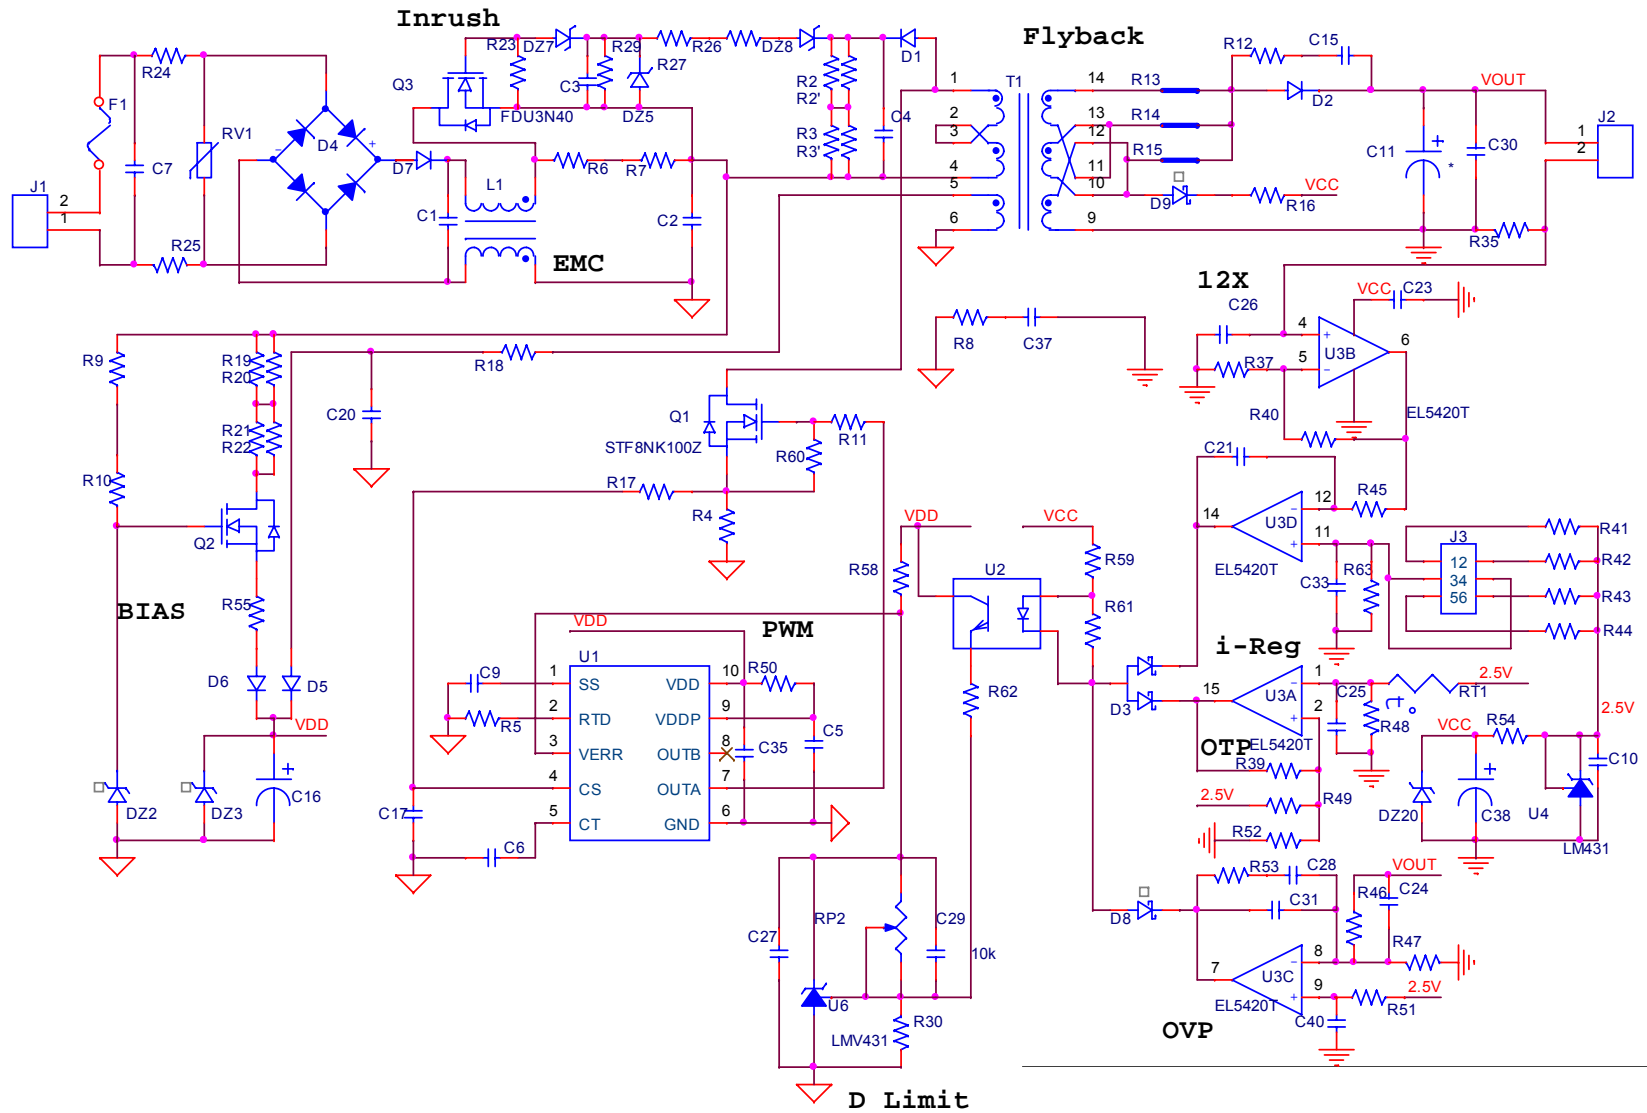 Inrush
Flyback
R24
F1
RV1
C7
D4
-
+
J1
2
1
R25
Q3
R23
DZ7
R29
R26
DZ8
C3
R27
FDU3N40
DZ5
D7
R6
R7
L1
C1
C2
EMC
D1
R2
R2'
R3
R3'
C4
1
2
3
4
5
6
T1
14
13
12
11
10
9
R13
R14
R15
R12
C15
D2
D9
R16
VCC
VOUT
C11
+
*
C30
R35
J2
1
2
12X
C26
VCC
C23
R37
4
5
6
+
−
U3B
R40
EL5420T
R8
C37
R9
R19
R20
R21
R22
R18
C20
R10
Q2
R55
BIAS
D6
D5
VDD
DZ2
DZ3
C16
+
Q1
STF8NK100Z
R11
R60
R17
R4
VDD
R58
PWM
VDD
U1
1
2
3
4
5
SS
RTD
VERR
CS
CT
VDD
VDDP
OUTB
OUTA
GND
10
9
8
7
6
R50
C5
C35
C9
R5
C17
C6
VCC
R59
U2
R61
R62
D3
C21
14
12
11
−
+
U3D
EL5420T
R45
C33
R63
J3
12
34
56
R41
R42
R43
R44
i-Reg
15
1
2
−
+
U3A
EL5420T
OTP
C25
R48
RT1
t°
2.5V
R39
R49
2.5V
R52
VCC
R54
2.5V
C10
DZ20
C38
+
U4
LM431
R53
C28
C31
VOUT
R46
C24
R47
D8
7
8
9
−
+
U3C
EL5420T
2.5V
R51
C40
OVP
RP2
C27
C29
10k
U6
LMV431
R30
D Limit